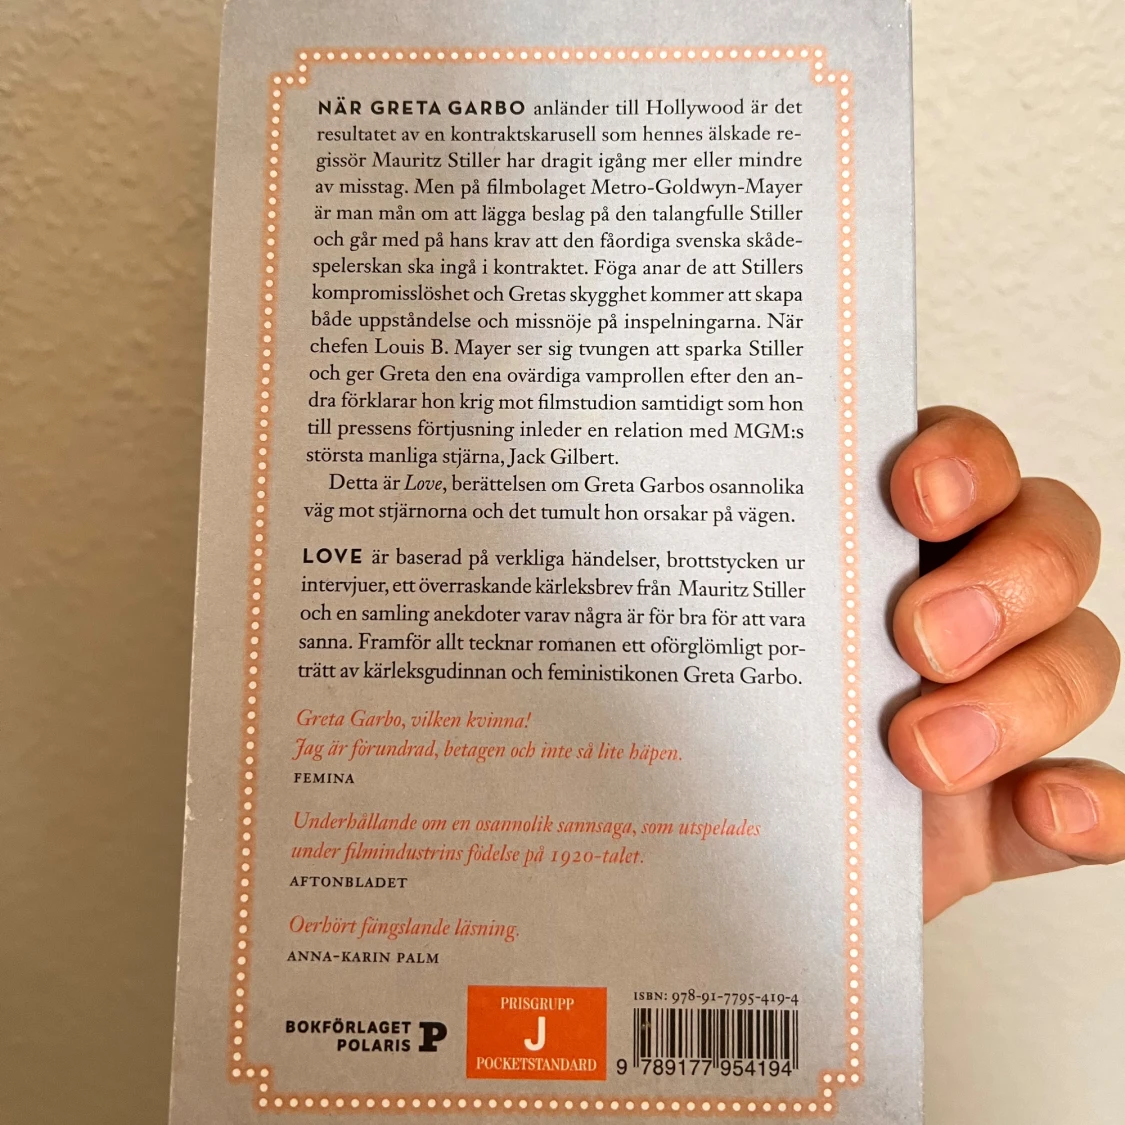 NÄR GRETA GARBO anländer till Hollywood är det
resultatet av en kontraktskarusell som hennes älskade re-
gissör Mauritz Stiller har dragit igång mer eller mindre
av misstag. Men på filmbolaget Metro-Goldwyn-Mayer
är man mån om att lägga beslag på den talangfulle Stiller
och går med på hans krav att den fåordiga svenska skåde-
spelerskan ska ingå i kontraktet. Föga anar de att Stillers
kompromisslöshet och Gretas skygghet kommer att skapa
både uppståndelse och missnöje på inspelningarna. När
chefen Louis B. Mayer ser sig tvungen att sparka Stiller
och ger Greta den ena ovärdiga vamprollen efter den an-
dra förklarar hon krig mot filmstudion samtidigt som hon
till pressens förtjusning inleder en relation med MGM:s
största manliga stjärna, Jack Gilbert.
Detta är Love, berättelsen om Greta Garbos osannolika
väg mot stjärnorna och det tumult hon orsakar på vägen.
LOVE är baserad på verkliga händelser, brottstycken ur
intervjuer, ett överraskande kärleksbrev från Mauritz Stiller
och en samling anekdoter varav några är för bra för att vara
sanna. Framför allt tecknar romanen ett oförglömligt por-
trätt av kärleksgudinnan och feministikonen Greta Garbo.
Greta Garbo, vilken kvinna!
Jag är förundrad, betagen och inte så lite häpen.
FEMINA
Underhållande om en osannolik sannsaga, som utspelades
under filmindustrins födelse på 1920-talet.
AFTONBLADET
Oerhört fängslande läsning.
ANNA-KARIN PALM
BOKFÖRLAGET
POLARIS P
PRISGRUPP
J
POCKETSTANDARD
ISBN: 978-91-7795-419-4
9 789177 954194